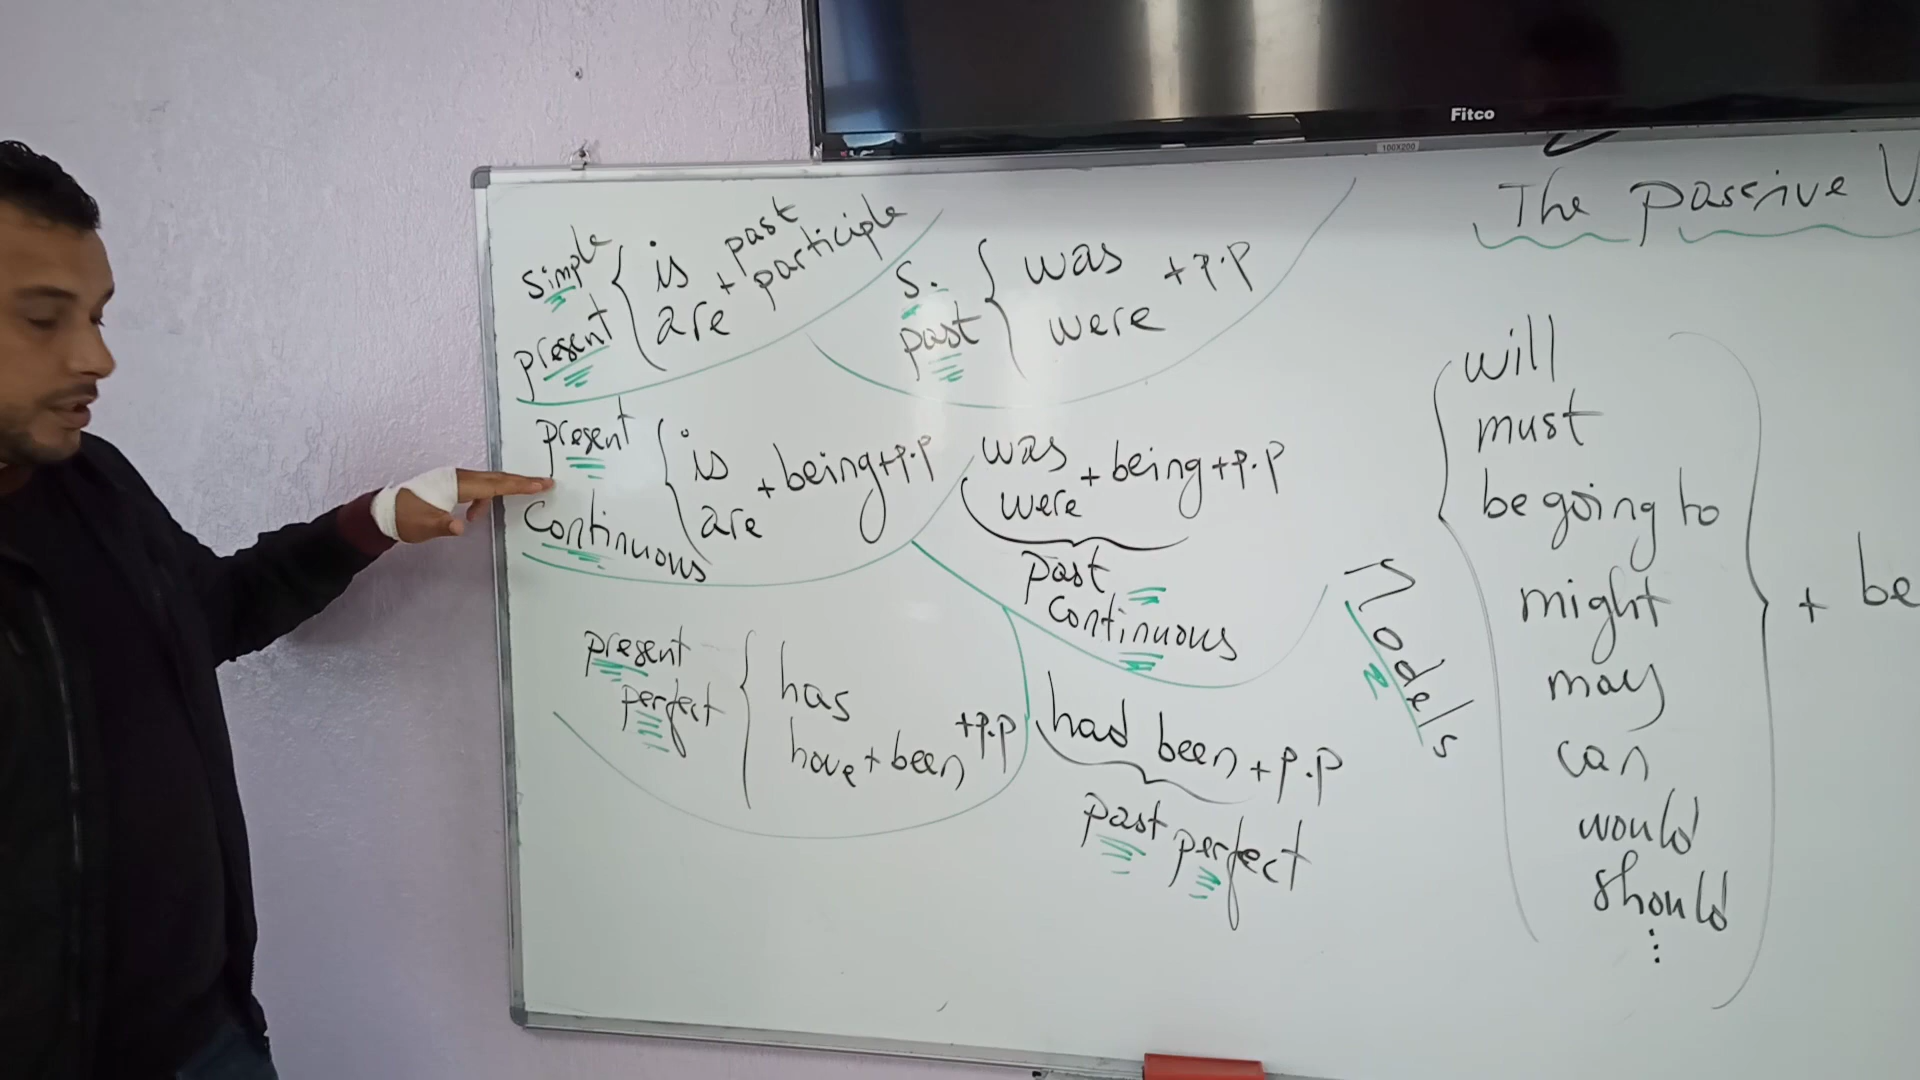 Fitco
100X200
The passive
simple
present
is
are
+ past
participle
s.
past
was
were
+ p.p
present
continuous
is
are
+ being + p.p
was
were
+ being + p.p
past
continuous
present
perfect
has
have + been
+ p.p
had been + p.p
past perfect
Models
will
must
be going to
might
may
can
would
should
...
+ be